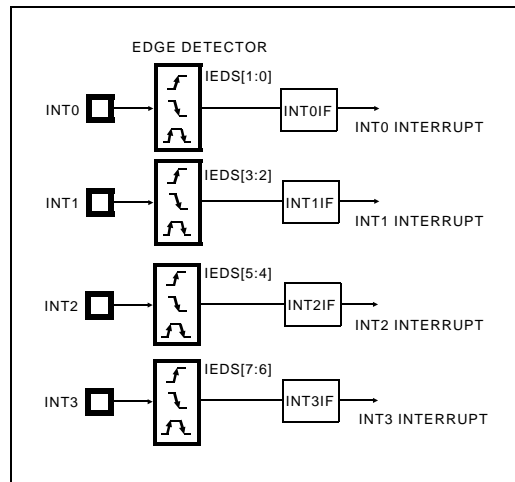 EDGE DETECTOR
IEDS[1:0]
INT0
INT0IF
INT0 INTERRUPT
IEDS[3:2]
INT1
INT1IF
INT1 INTERRUPT
IEDS[5:4]
INT2
INT2IF
INT2 INTERRUPT
IEDS[7:6]
INT3
INT3IF
INT3 INTERRUPT